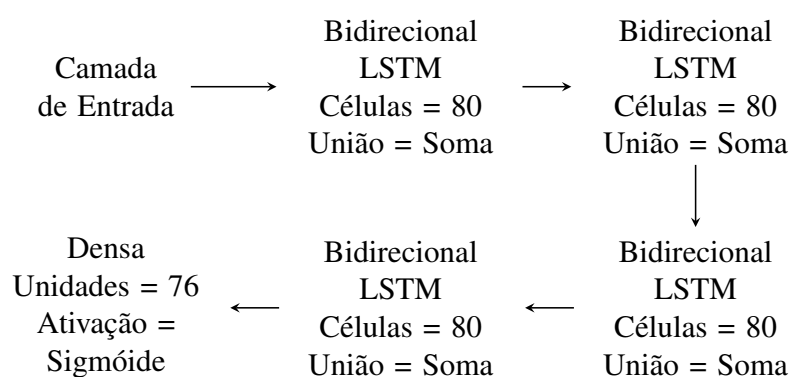 Camada
de Entrada
Bidirecional
LSTM
Células = 80
União = Soma
Bidirecional
LSTM
Células = 80
União = Soma
Bidirecional
LSTM
Células = 80
União = Soma
Bidirecional
LSTM
Células = 80
União = Soma
Densa
Unidades = 76
Ativação =
Sigmóide